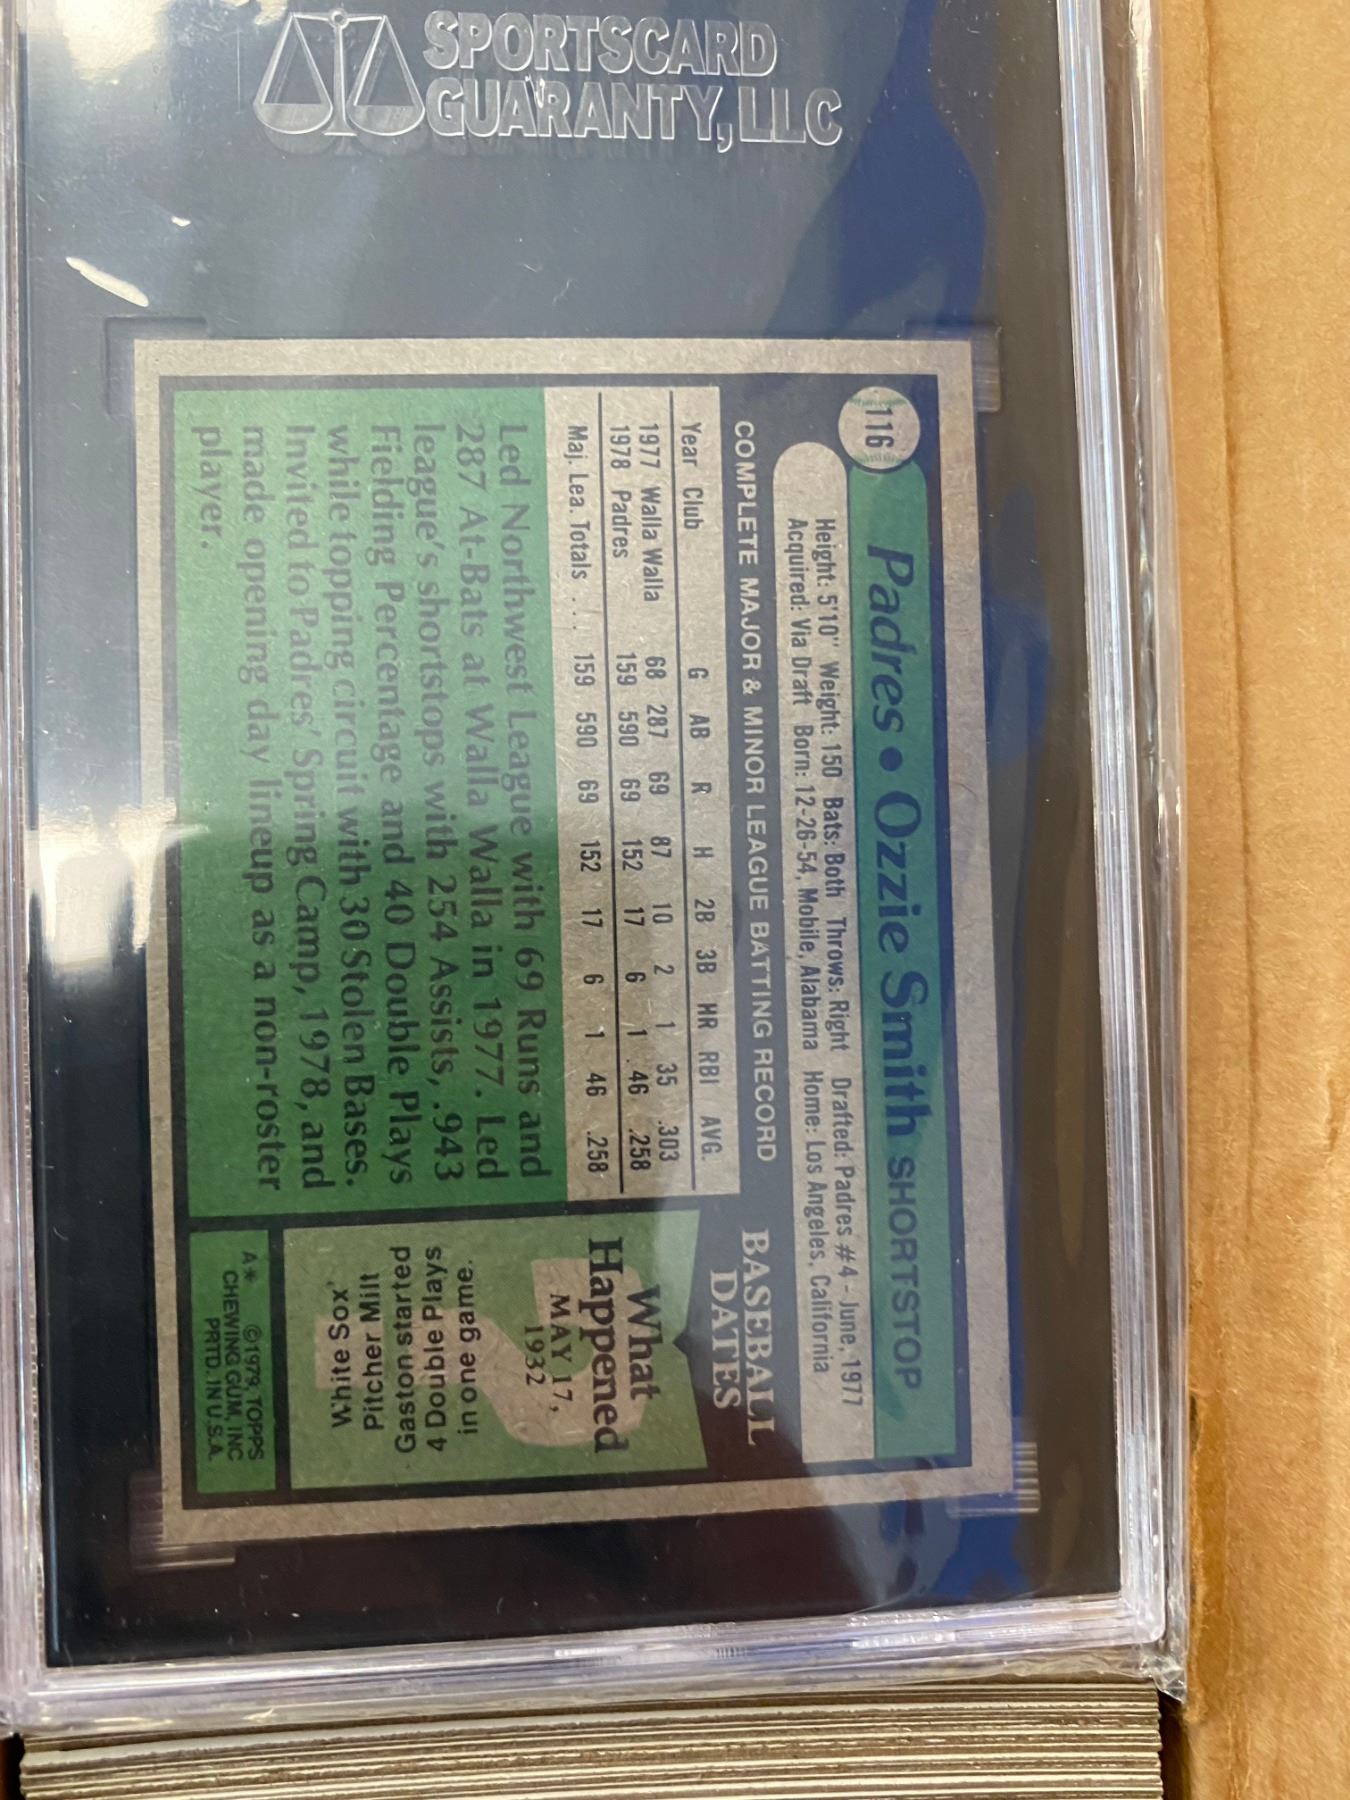 SPORTSCARD
GUARANTY, LLC
116
Padres • Ozzie Smith SHORTSTOP
Height: 5'10" Weight: 150 Bats: Both Throws: Right Drafted: Padres #4 - June, 1977
Acquired: Via Draft Born: 12-26-54, Mobile, Alabama Home: Los Angeles, California
COMPLETE MAJOR & MINOR LEAGUE BATTING RECORD
Year Club G AB R H 2B 3B HR RBI AVG.
1977 Walla Walla 68 287 69 87 10 2 1 35 .303
1978 Padres 159 590 69 152 17 6 1 46 .258
Maj. Lea. Totals ... 159 590 69 152 17 6 1 46 .258
Led Northwest League with 69 Runs and
287 At-Bats at Walla Walla in 1977. Led
league's shortstops with 254 Assists, .943
Fielding Percentage and 40 Double Plays
while topping circuit with 30 Stolen Bases.
Invited to Padres' Spring Camp, 1978, and
made opening day lineup as a non-roster
player.
BASEBALL
DATES
What
Happened
MAY 17,
1932
White Sox'
Pitcher Milt
Gaston started
4 Double Plays
in one game.
A* ©1979, TOPPS
CHEWING GUM, INC
PRTD. IN U.S.A.